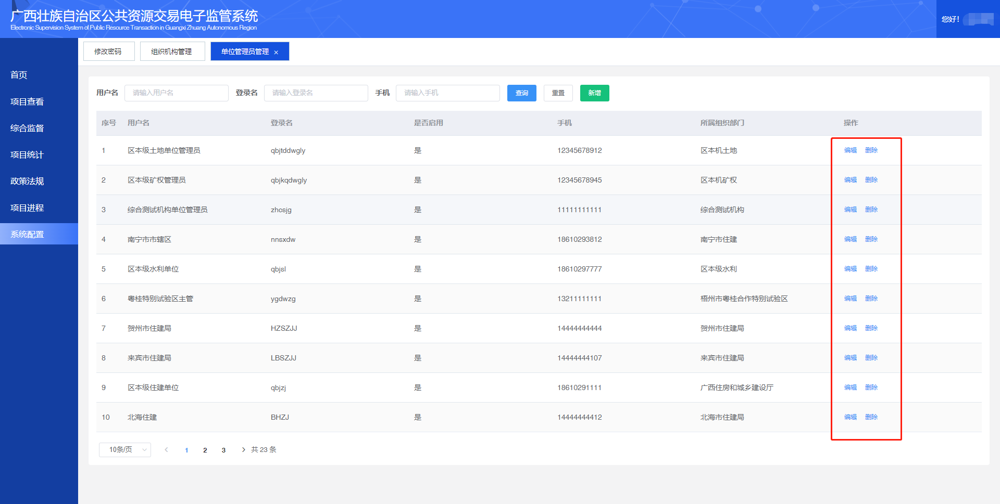 广西壮族自治区公共资源交易电子监管系统
Electronic Supervision System of Public Resource Transaction in Guangxi Zhuang Autonomous Region
您好!
修改密码 组织机构管理 单位管理员管理 ×
首页
项目查看
综合监督
项目统计
政策法规
项目进程
系统配置
用户名 请输入用户名 登录名 请输入登录名 手机 请输入手机 查询 重置 新增
序号 用户名 登录名 是否启用 手机 所属组织部门 操作
1 区本级土地单位管理员 qbjtddwgly 是 12345678912 区本机土地 编辑 删除
2 区本级矿权管理员 qbjkqdwgly 是 12345678945 区本机矿权 编辑 删除
3 综合测试机构单位管理员 zhcsjg 是 11111111111 综合测试机构 编辑 删除
4 南宁市市辖区 nnsxdw 是 18610293812 南宁市住建 编辑 删除
5 区本级水利单位 qbjsl 是 18610297777 区本级水利 编辑 删除
6 粤桂特别试验区主管 ygdwzg 是 13211111111 梧州市粤桂合作特别试验区 编辑 删除
7 贺州市住建局 HZSZJJ 是 14444444444 贺州市住建局 编辑 删除
8 来宾市住建局 LBSZJJ 是 14444444107 来宾市住建局 编辑 删除
9 区本级住建单位 qbjzj 是 18610291111 广西住房和城乡建设厅 编辑 删除
10 北海住建 BHZJ 是 14444444412 北海市住建局 编辑 删除
10条/页 < 1 2 3 > 共 23 条